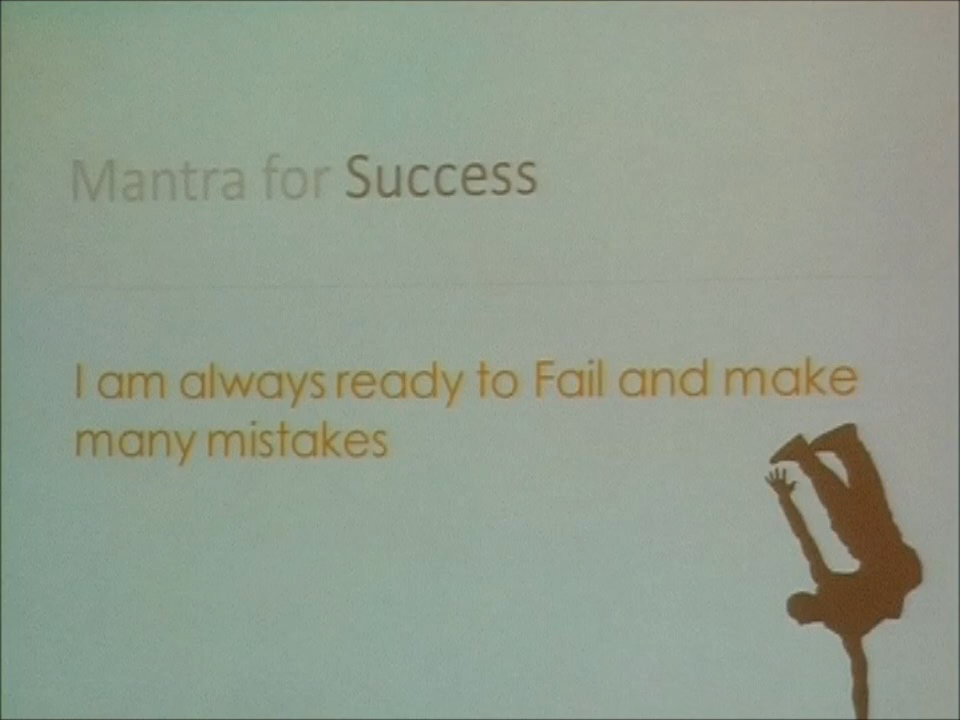 Mantra for Success
I am always ready to Fail and make
many mistakes